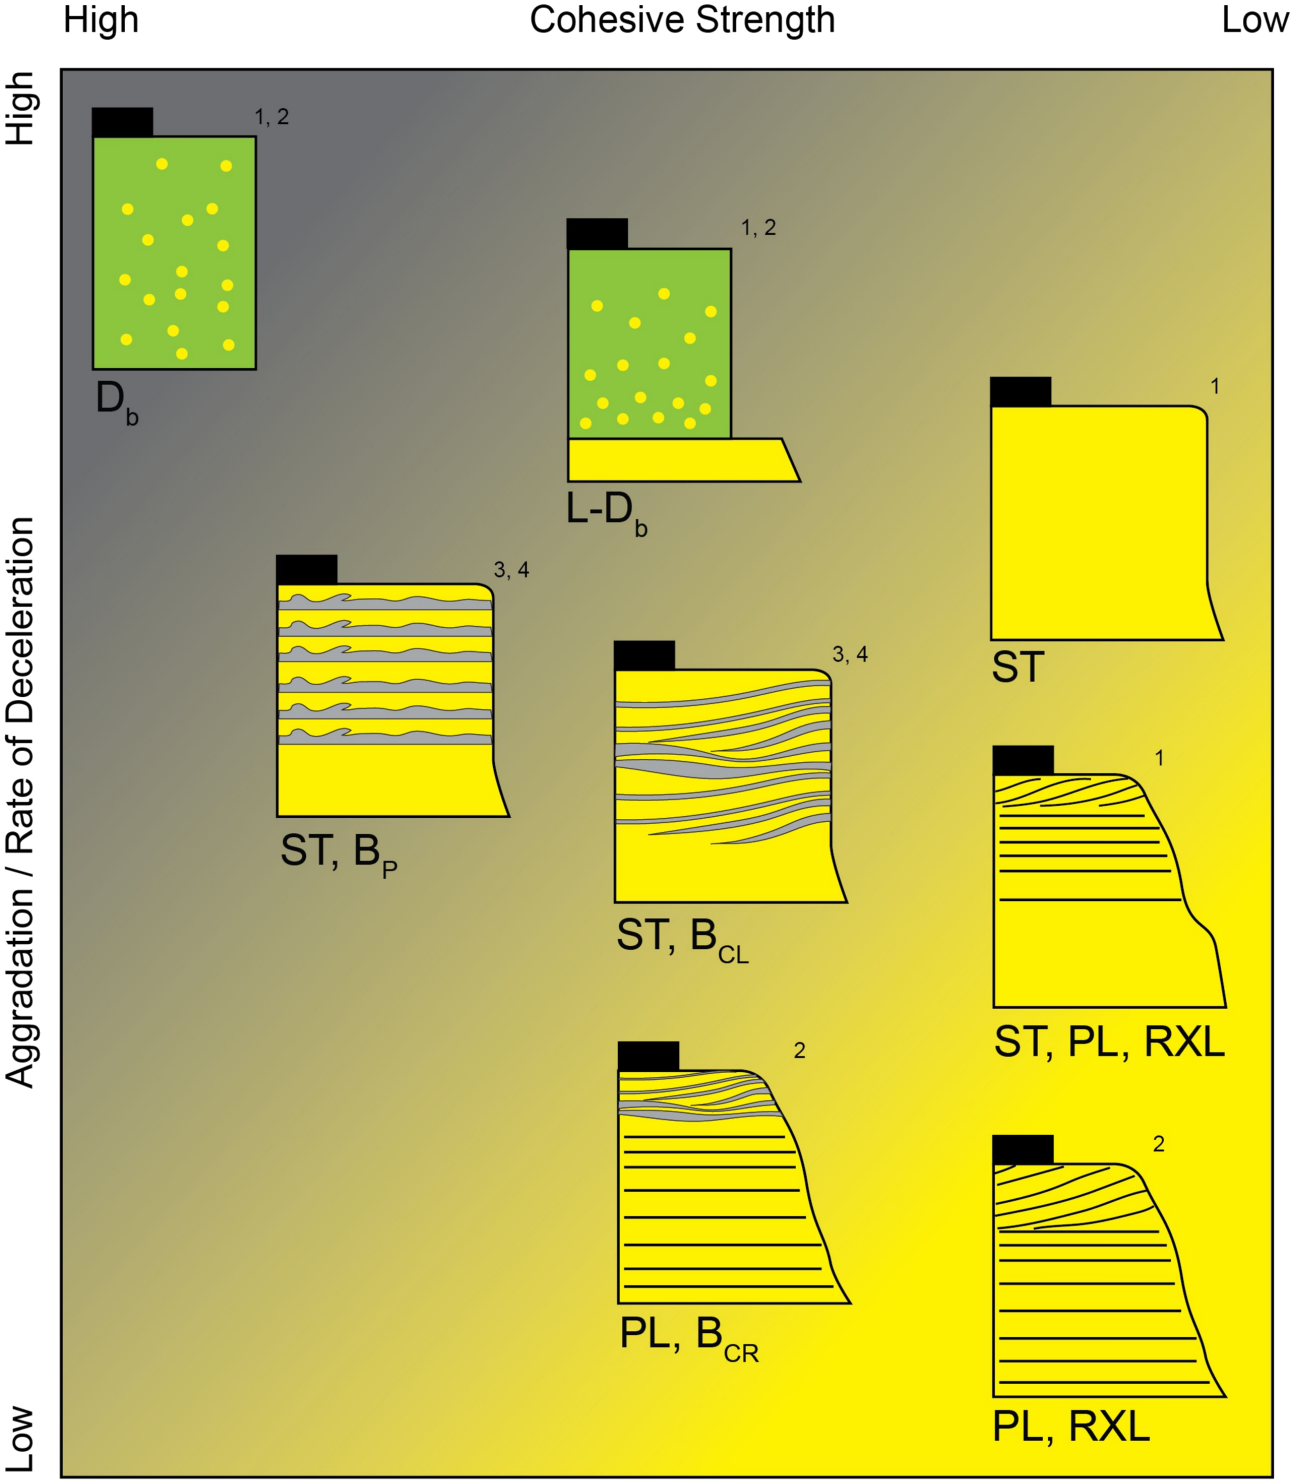 High Cohesive Strength Low
High
Aggradation / Rate of Deceleration
Low
1, 2
Db
1, 2
L-Db
1
ST
3, 4
ST, BP
3, 4
ST, BCL
1
ST, PL, RXL
2
PL, BCR
2
PL, RXL